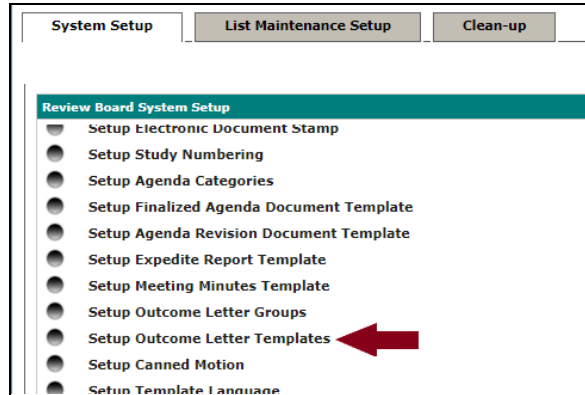 System Setup
List Maintenance Setup
Clean-up
Review Board System Setup
Setup Electronic Document Stamp
Setup Study Numbering
Setup Agenda Categories
Setup Finalized Agenda Document Template
Setup Agenda Revision Document Template
Setup Expedite Report Template
Setup Meeting Minutes Template
Setup Outcome Letter Groups
Setup Outcome Letter Templates
Setup Canned Motion
Setup Template Language